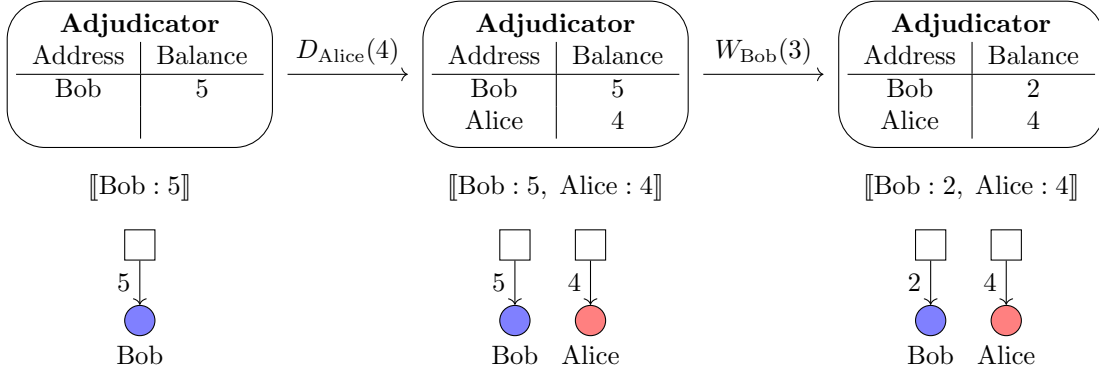 Adjudicator
Address Balance
Bob 5
D_Alice(4)
Adjudicator
Address Balance
Bob 5
Alice 4
W_Bob(3)
Adjudicator
Address Balance
Bob 2
Alice 4
⟦Bob : 5⟧
⟦Bob : 5, Alice : 4⟧
⟦Bob : 2, Alice : 4⟧
5
Bob
5 4
Bob Alice
2 4
Bob Alice